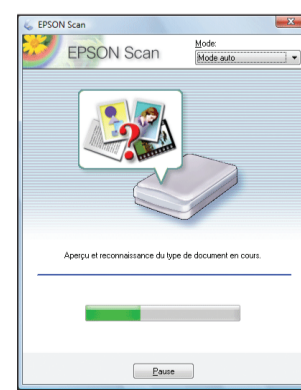 EPSON Scan
EPSON Scan
Mode:
Mode auto
Aperçu et reconnaissance du type de document en cours.
Pause